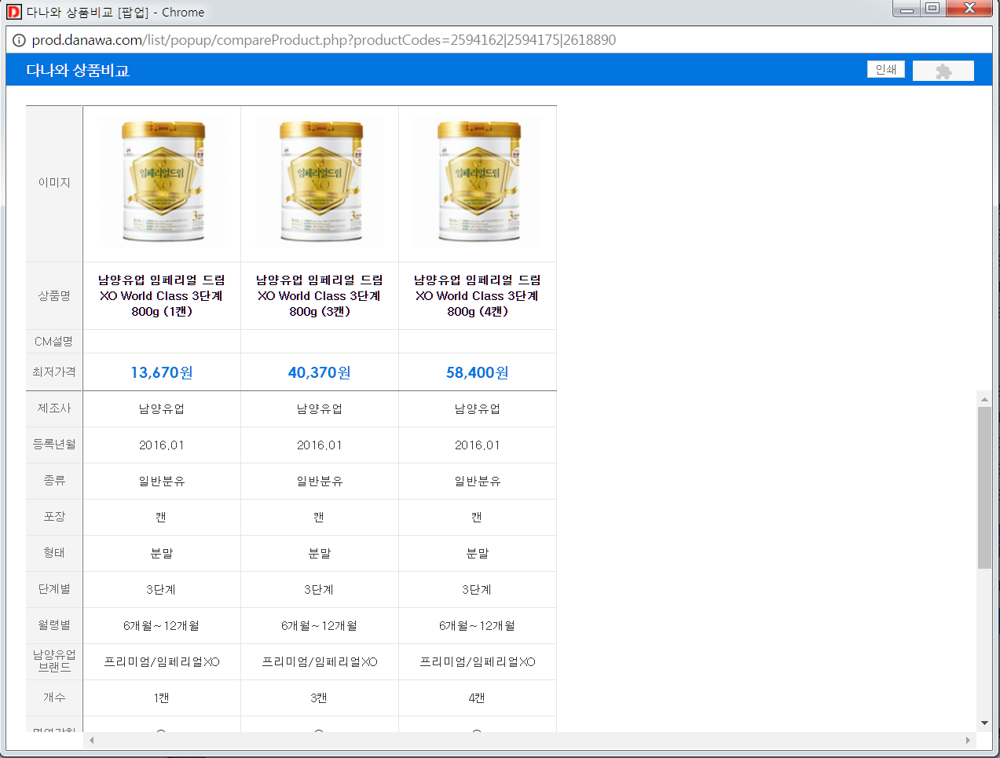 다나와 상품비교 [팝업] - Chrome
prod.danawa.com/list/popup/compareProduct.php?productCodes=2594162|2594175|2618890
다나와 상품비교
인쇄
이미지
임페리얼드림
XO
3
임페리얼드림
XO
3
임페리얼드림
XO
3
상품명
남양유업 임페리얼 드림
XO World Class 3단계
800g (1캔)
남양유업 임페리얼 드림
XO World Class 3단계
800g (3캔)
남양유업 임페리얼 드림
XO World Class 3단계
800g (4캔)
CM설명
최저가격 13,670원 40,370원 58,400원
제조사 남양유업 남양유업 남양유업
등록년월 2016.01 2016.01 2016.01
종류 일반분유 일반분유 일반분유
포장 캔 캔 캔
형태 분말 분말 분말
단계별 3단계 3단계 3단계
월령별 6개월~12개월 6개월~12개월 6개월~12개월
남양유업
브랜드
프리미엄/임페리얼XO 프리미엄/임페리얼XO 프리미엄/임페리얼XO
개수 1캔 3캔 4캔